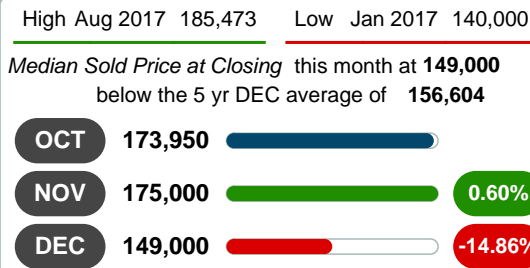 High Aug 2017 185,473 Low Jan 2017 140,000
Median Sold Price at Closing this month at 149,000
below the 5 yr DEC average of 156,604
OCT 173,950
NOV 175,000 0.60%
DEC 149,000 -14.86%